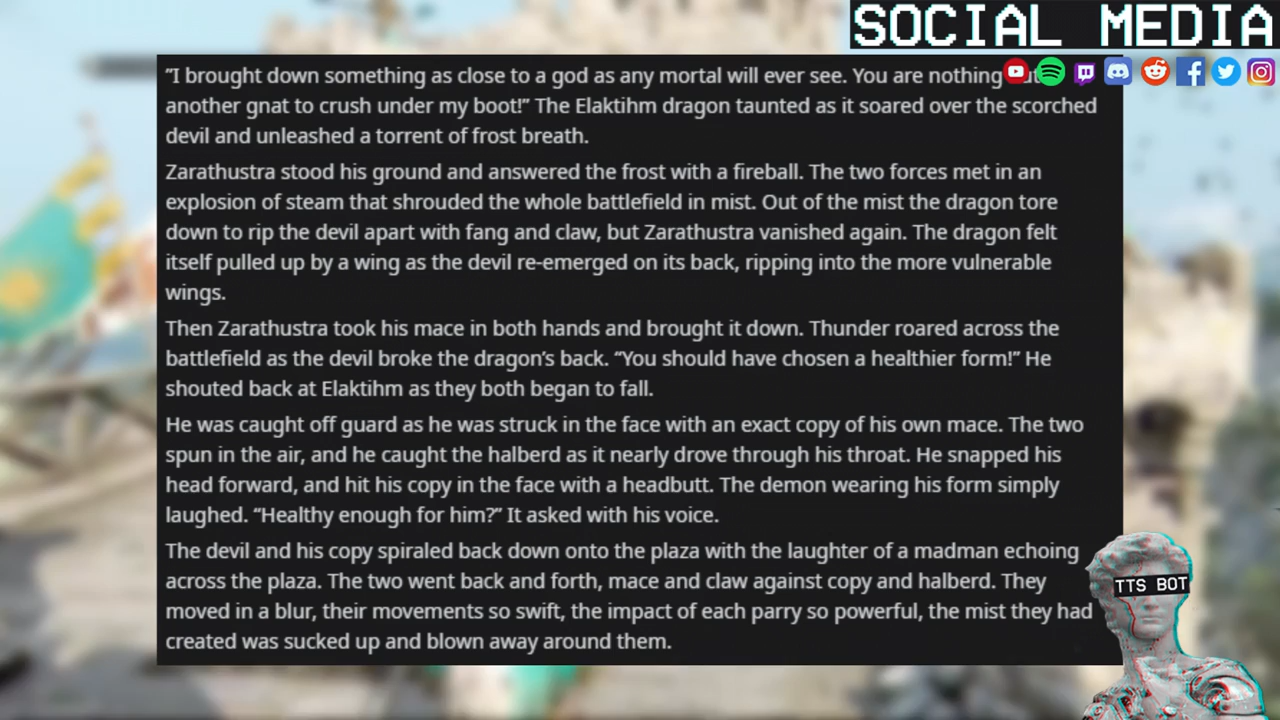 SOCIAL MEDIA
"I brought down something as close to a god as any mortal will ever see. You are nothing
another gnat to crush under my boot!” The Elaktihm dragon taunted as it soared over the scorched
devil and unleashed a torrent of frost breath.
Zarathustra stood his ground and answered the frost with a fireball. The two forces met in an
explosion of steam that shrouded the whole battlefield in mist. Out of the mist the dragon tore
down to rip the devil apart with fang and claw, but Zarathustra vanished again. The dragon felt
itself pulled up by a wing as the devil re-emerged on its back, ripping into the more vulnerable
wings.
Then Zarathustra took his mace in both hands and brought it down. Thunder roared across the
battlefield as the devil broke the dragon’s back. “You should have chosen a healthier form!” He
shouted back at Elaktihm as they both began to fall.
He was caught off guard as he was struck in the face with an exact copy of his own mace. The two
spun in the air, and he caught the halberd as it nearly drove through his throat. He snapped his
head forward, and hit his copy in the face with a headbutt. The demon wearing his form simply
laughed. “Healthy enough for him?” It asked with his voice.
The devil and his copy spiraled back down onto the plaza with the laughter of a madman echoing
across the plaza. The two went back and forth, mace and claw against copy and halberd. They
moved in a blur, their movements so swift, the impact of each parry so powerful, the mist they had
created was sucked up and blown away around them.
TTS BOT